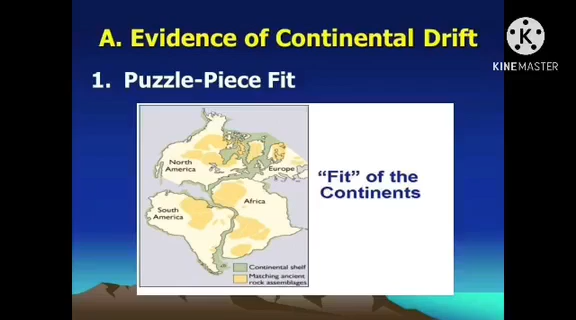 A. Evidence of Continental Drift
KINEMASTER
1. Puzzle-Piece Fit
North
America
Europe
Africa
South
America
"Fit" of the
Continents
Continental shelf
Matching ancient
rock assemblages